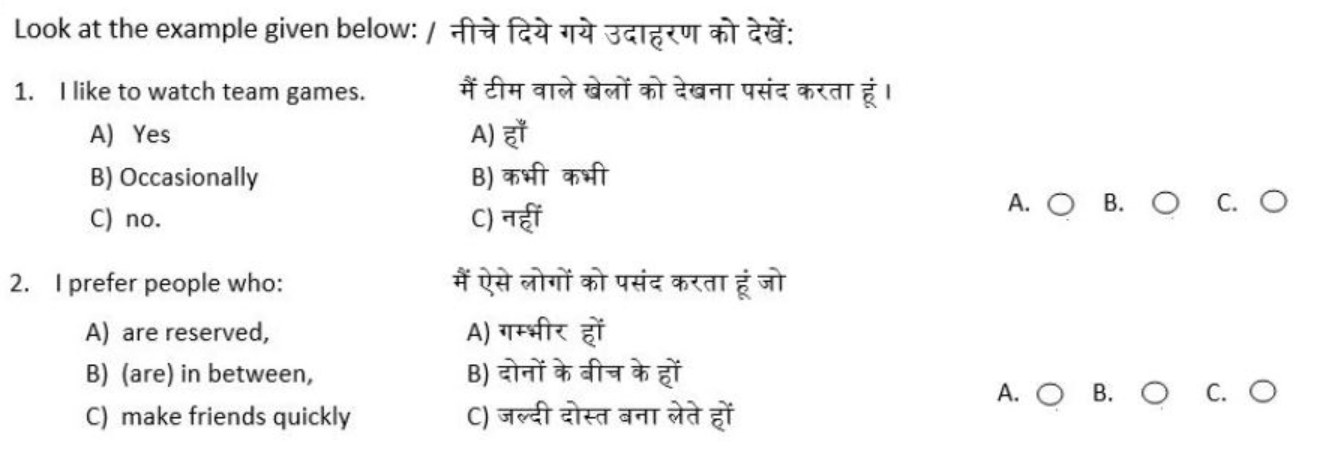 Look at the example given below: / नीचे दिये गये उदाहरण को देखें:
1. I like to watch team games. मैं टीम वाले खेलों को देखना पसंद करता हूं।
A) Yes A) हाँ
B) Occasionally B) कभी कभी
C) no. C) नहीं
A. B. C.
2. I prefer people who: मैं ऐसे लोगों को पसंद करता हूं जो
A) are reserved, A) गम्भीर हों
B) (are) in between, B) दोनों के बीच के हों
C) make friends quickly C) जल्दी दोस्त बना लेते हों
A. B. C.